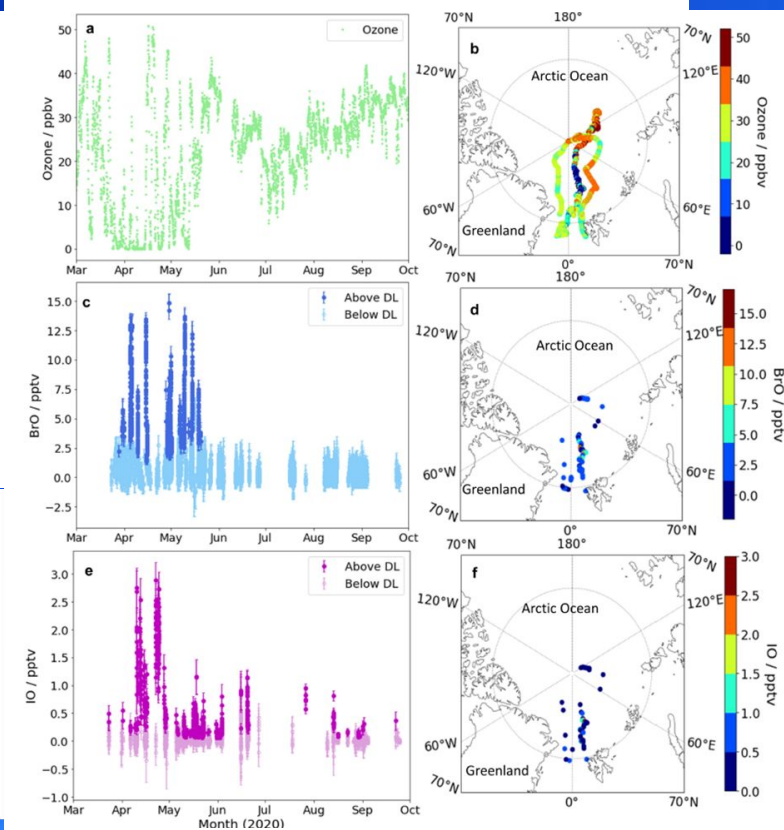 a
Ozone
50
40
30
20
10
0
Ozone / ppbv
Mar Apr May Jun Jul Aug Sep Oct
70°N 180° 70°N
b
120°W 120°E
Arctic Ocean
60°W 60°E
Greenland
70°N 0° 70°N
50
40
30
20
10
0
Ozone / ppbv
c
Above DL
Below DL
15.0
12.5
10.0
7.5
5.0
2.5
0.0
−2.5
BrO / pptv
Mar Apr May Jun Jul Aug Sep Oct
70°N 180° 70°N
d
120°W 120°E
Arctic Ocean
60°W 60°E
Greenland
70°N 0° 70°N
15.0
12.5
10.0
7.5
5.0
2.5
0.0
BrO / pptv
e
Above DL
Below DL
3.0
2.5
2.0
1.5
1.0
0.5
0.0
−0.5
−1.0
IO / pptv
Mar Apr May Jun Jul Aug Sep Oct
Month (2020)
70°N 180° 70°N
f
120°W 120°E
Arctic Ocean
60°W 60°E
Greenland
70°N 0° 70°N
3.0
2.5
2.0
1.5
1.0
0.5
0.0
IO / pptv